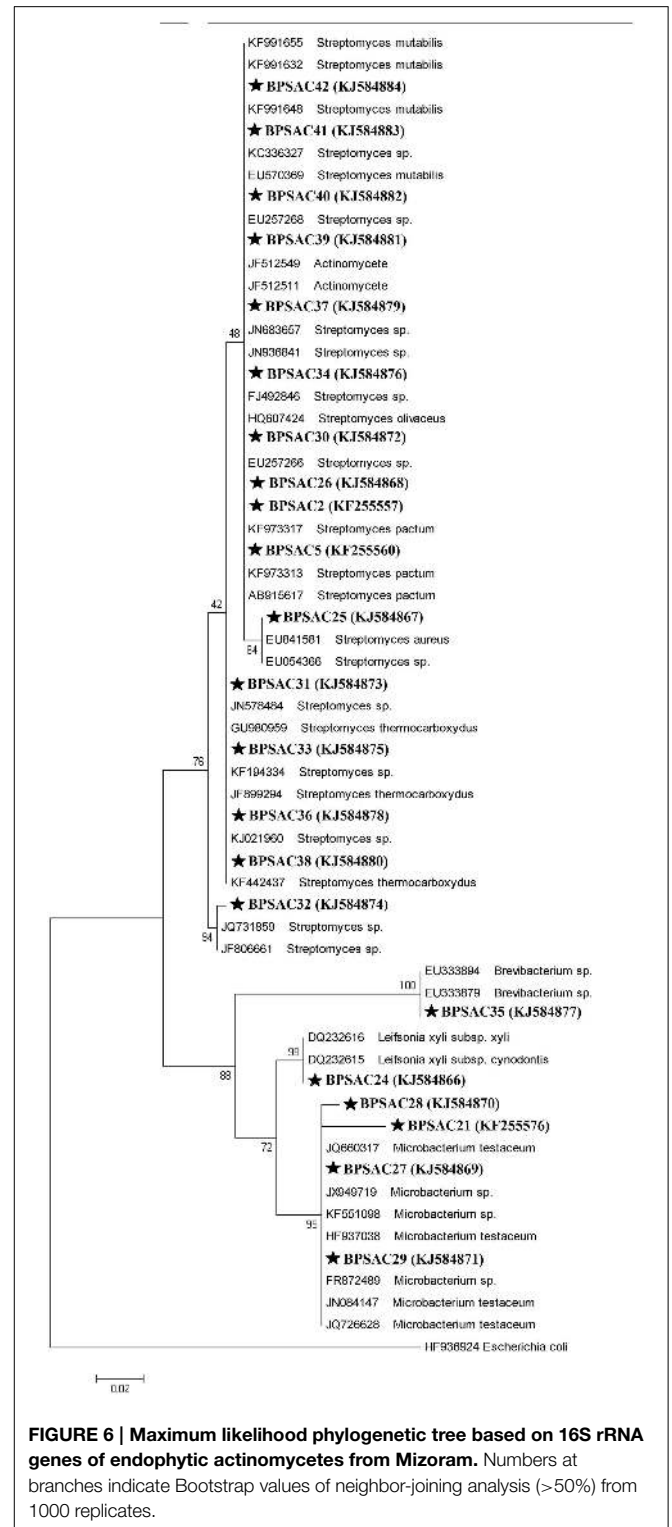 KF991655 Streptomyces mutabilis
KF991632 Streptomyces mutabilis
★ BPSAC42 (KJ584884)
KF991648 Streptomyces mutabilis
★ BPSAC41 (KJ584883)
KC336327 Streptomyces sp.
EU570369 Streptomyces mutabilis
★ BPSAC40 (KJ584882)
EU257268 Streptomyces sp.
★ BPSAC39 (KJ584881)
JF512549 Actinomycete
JF512511 Actinomycete
★ BPSAC37 (KJ584879)
JN683657 Streptomyces sp.
48
JN936841 Streptomyces sp.
★ BPSAC34 (KJ584876)
FJ492846 Streptomyces sp.
HQ607424 Streptomyces olivaceus
★ BPSAC30 (KJ584872)
EU257266 Streptomyces sp.
★ BPSAC26 (KJ584868)
★ BPSAC2 (KF255557)
KF973317 Streptomyces pactum
★ BPSAC5 (KF255560)
KF973313 Streptomyces pactum
AB915617 Streptomyces pactum
42
★ BPSAC25 (KJ584867)
EU841581 Streptomyces aureus
64
EU054366 Streptomyces sp.
★ BPSAC31 (KJ584873)
JN578484 Streptomyces sp.
GU980959 Streptomyces thermocarboxydus
★ BPSAC33 (KJ584875)
76
KF194334 Streptomyces sp.
JF899294 Streptomyces thermocarboxydus
★ BPSAC36 (KJ584878)
KJ021960 Streptomyces sp.
★ BPSAC38 (KJ584880)
KF442437 Streptomyces thermocarboxydus
★ BPSAC32 (KJ584874)
JQ731859 Streptomyces sp.
94
JF806661 Streptomyces sp.
EU333894 Brevibacterium sp.
100
EU333879 Brevibacterium sp.
★ BPSAC35 (KJ584877)
DQ232616 Leifsonia xyli subsp. xyli
99
DQ232615 Leifsonia xyli subsp. cynodontis
88
★ BPSAC24 (KJ584866)
★ BPSAC28 (KJ584870)
★ BPSAC21 (KF255576)
72
JQ660317 Microbacterium testaceum
★ BPSAC27 (KJ584869)
JX949719 Microbacterium sp.
KF551098 Microbacterium sp.
95
HF937038 Microbacterium testaceum
★ BPSAC29 (KJ584871)
FR872489 Microbacterium sp.
JN084147 Microbacterium testaceum
JQ726628 Microbacterium testaceum
HF936924 Escherichia coli
0.02
FIGURE 6 | Maximum likelihood phylogenetic tree based on 16S rRNA
genes of endophytic actinomycetes from Mizoram. Numbers at
branches indicate Bootstrap values of neighbor-joining analysis (>50%) from
1000 replicates.